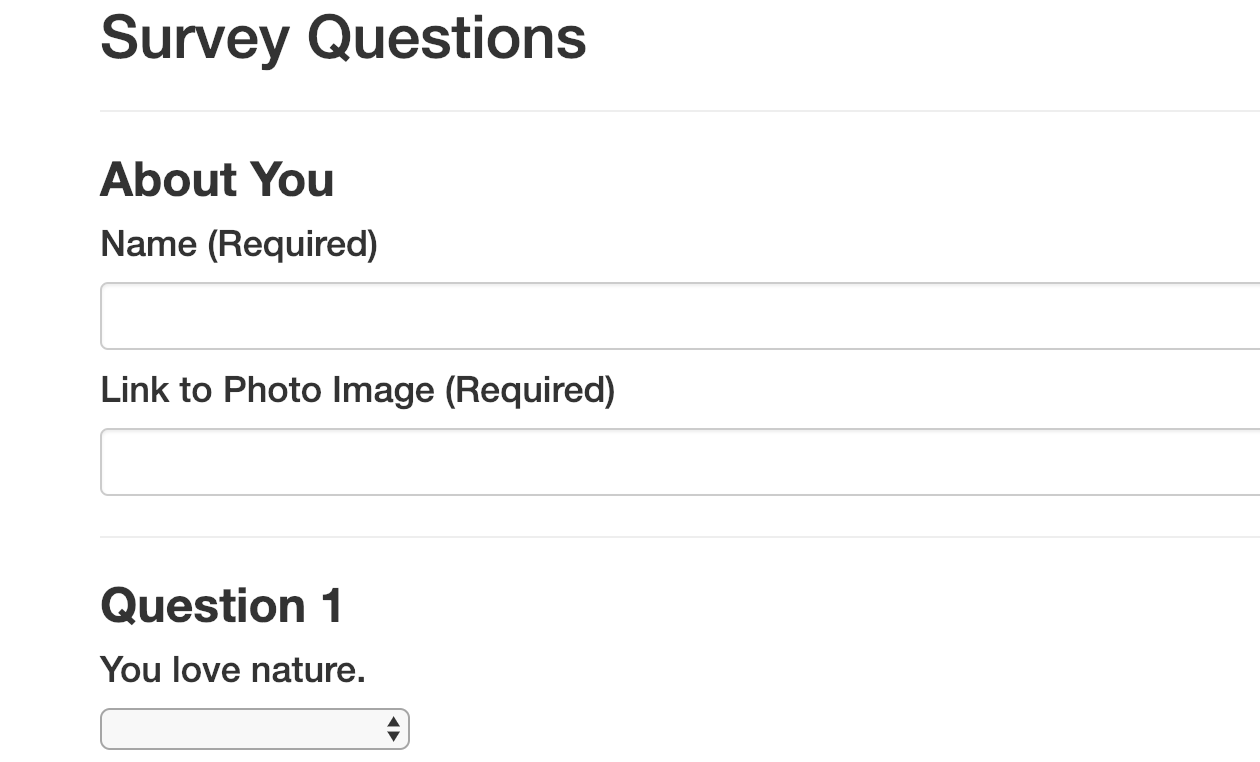 Survey Questions
About You
Name (Required)
Link to Photo Image (Required)
Question 1
You love nature.